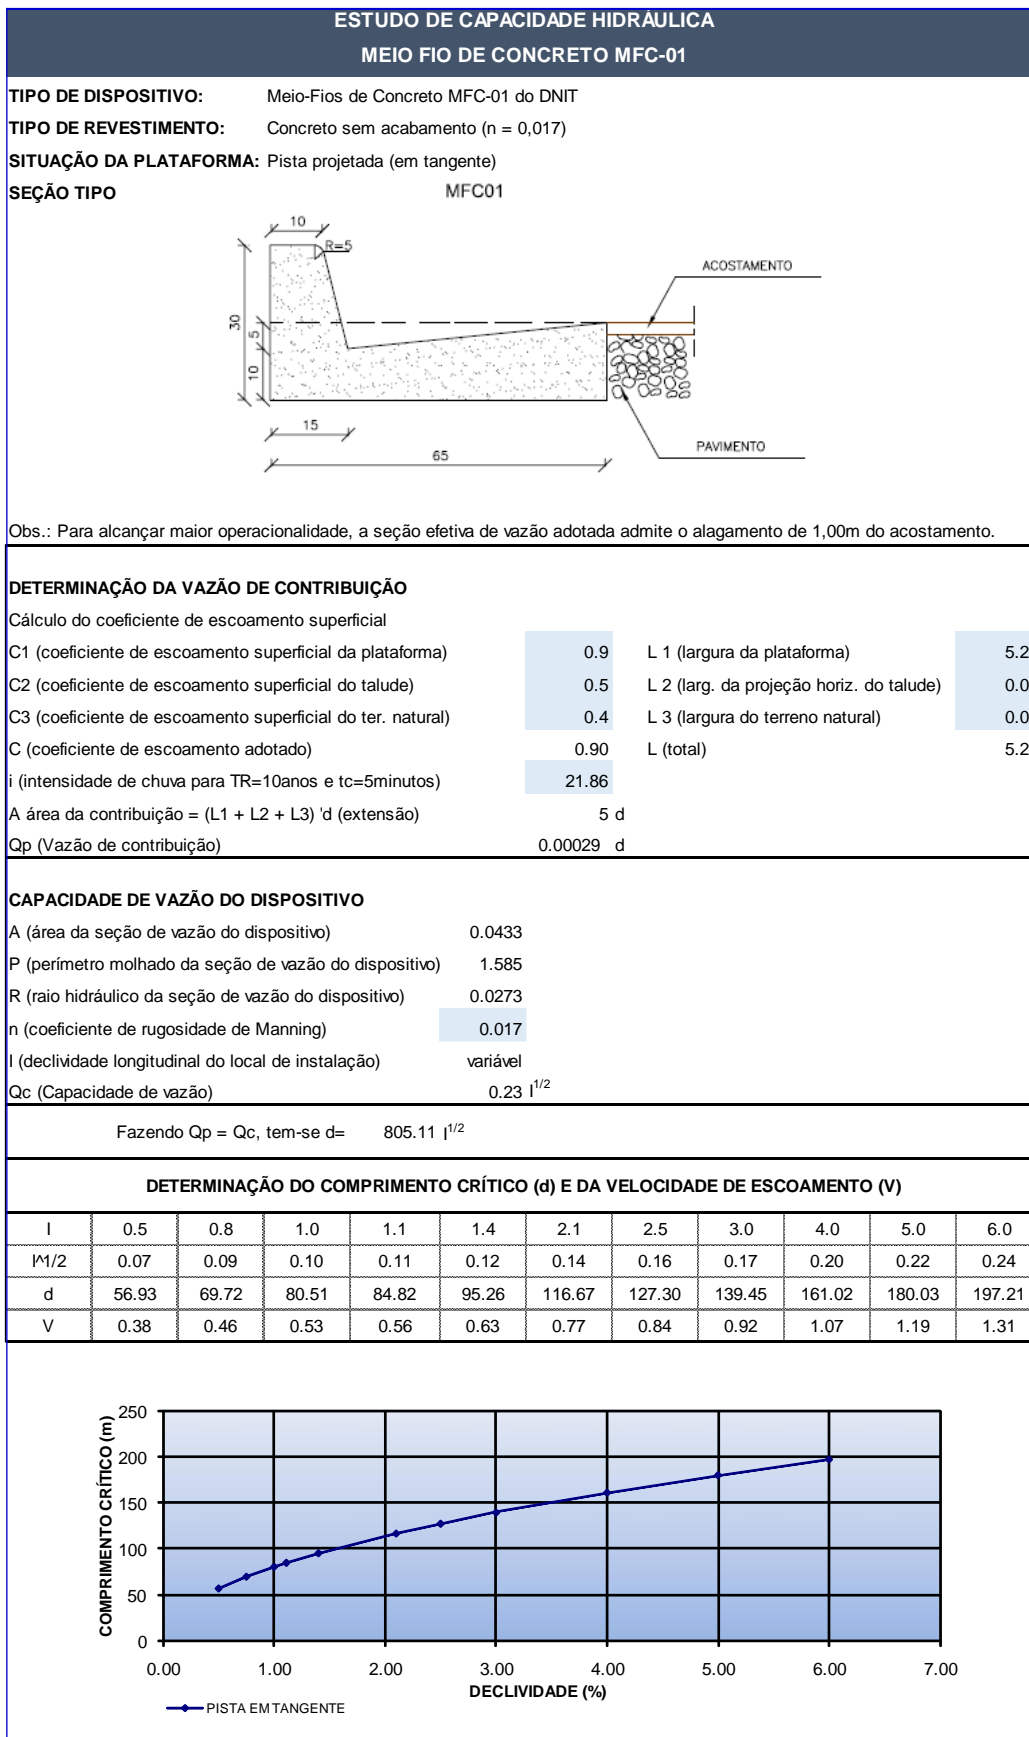 ESTUDO DE CAPACIDADE HIDRÁULICA
MEIO FIO DE CONCRETO MFC-01
TIPO DE DISPOSITIVO: Meio-Fios de Concreto MFC-01 do DNIT
TIPO DE REVESTIMENTO: Concreto sem acabamento (n = 0,017)
SITUAÇÃO DA PLATAFORMA: Pista projetada (em tangente)
SEÇÃO TIPO MFC01
10
R=5
ACOSTAMENTO
30
5
10
15
PAVIMENTO
65
Obs.: Para alcançar maior operacionalidade, a seção efetiva de vazão adotada admite o alagamento de 1,00m do acostamento.
DETERMINAÇÃO DA VAZÃO DE CONTRIBUIÇÃO
Cálculo do coeficiente de escoamento superficial
C1 (coeficiente de escoamento superficial da plataforma) 0.9 L 1 (largura da plataforma) 5.2
C2 (coeficiente de escoamento superficial do talude) 0.5 L 2 (larg. da projeção horiz. do talude) 0.0
C3 (coeficiente de escoamento superficial do ter. natural) 0.4 L 3 (largura do terreno natural) 0.0
C (coeficiente de escoamento adotado) 0.90 L (total) 5.2
i (intensidade de chuva para TR=10anos e tc=5minutos) 21.86
A área da contribuição = (L1 + L2 + L3) 'd (extensão) 5 d
Qp (Vazão de contribuição) 0.00029 d
CAPACIDADE DE VAZÃO DO DISPOSITIVO
A (área da seção de vazão do dispositivo) 0.0433
P (perímetro molhado da seção de vazão do dispositivo) 1.585
R (raio hidráulico da seção de vazão do dispositivo) 0.0273
n (coeficiente de rugosidade de Manning) 0.017
I (declividade longitudinal do local de instalação) variável
Qc (Capacidade de vazão) 0.23 I^1/2
Fazendo Qp = Qc, tem-se d= 805.11 I^1/2
DETERMINAÇÃO DO COMPRIMENTO CRÍTICO (d) E DA VELOCIDADE DE ESCOAMENTO (V)
I 0.5 0.8 1.0 1.1 1.4 2.1 2.5 3.0 4.0 5.0 6.0
I^1/2 0.07 0.09 0.10 0.11 0.12 0.14 0.16 0.17 0.20 0.22 0.24
d 56.93 69.72 80.51 84.82 95.26 116.67 127.30 139.45 161.02 180.03 197.21
V 0.38 0.46 0.53 0.56 0.63 0.77 0.84 0.92 1.07 1.19 1.31
COMPRIMENTO CRÍTICO (m)
250
200
150
100
50
0
0.00 1.00 2.00 3.00 4.00 5.00 6.00 7.00
DECLIVIDADE (%)
PISTA EM TANGENTE